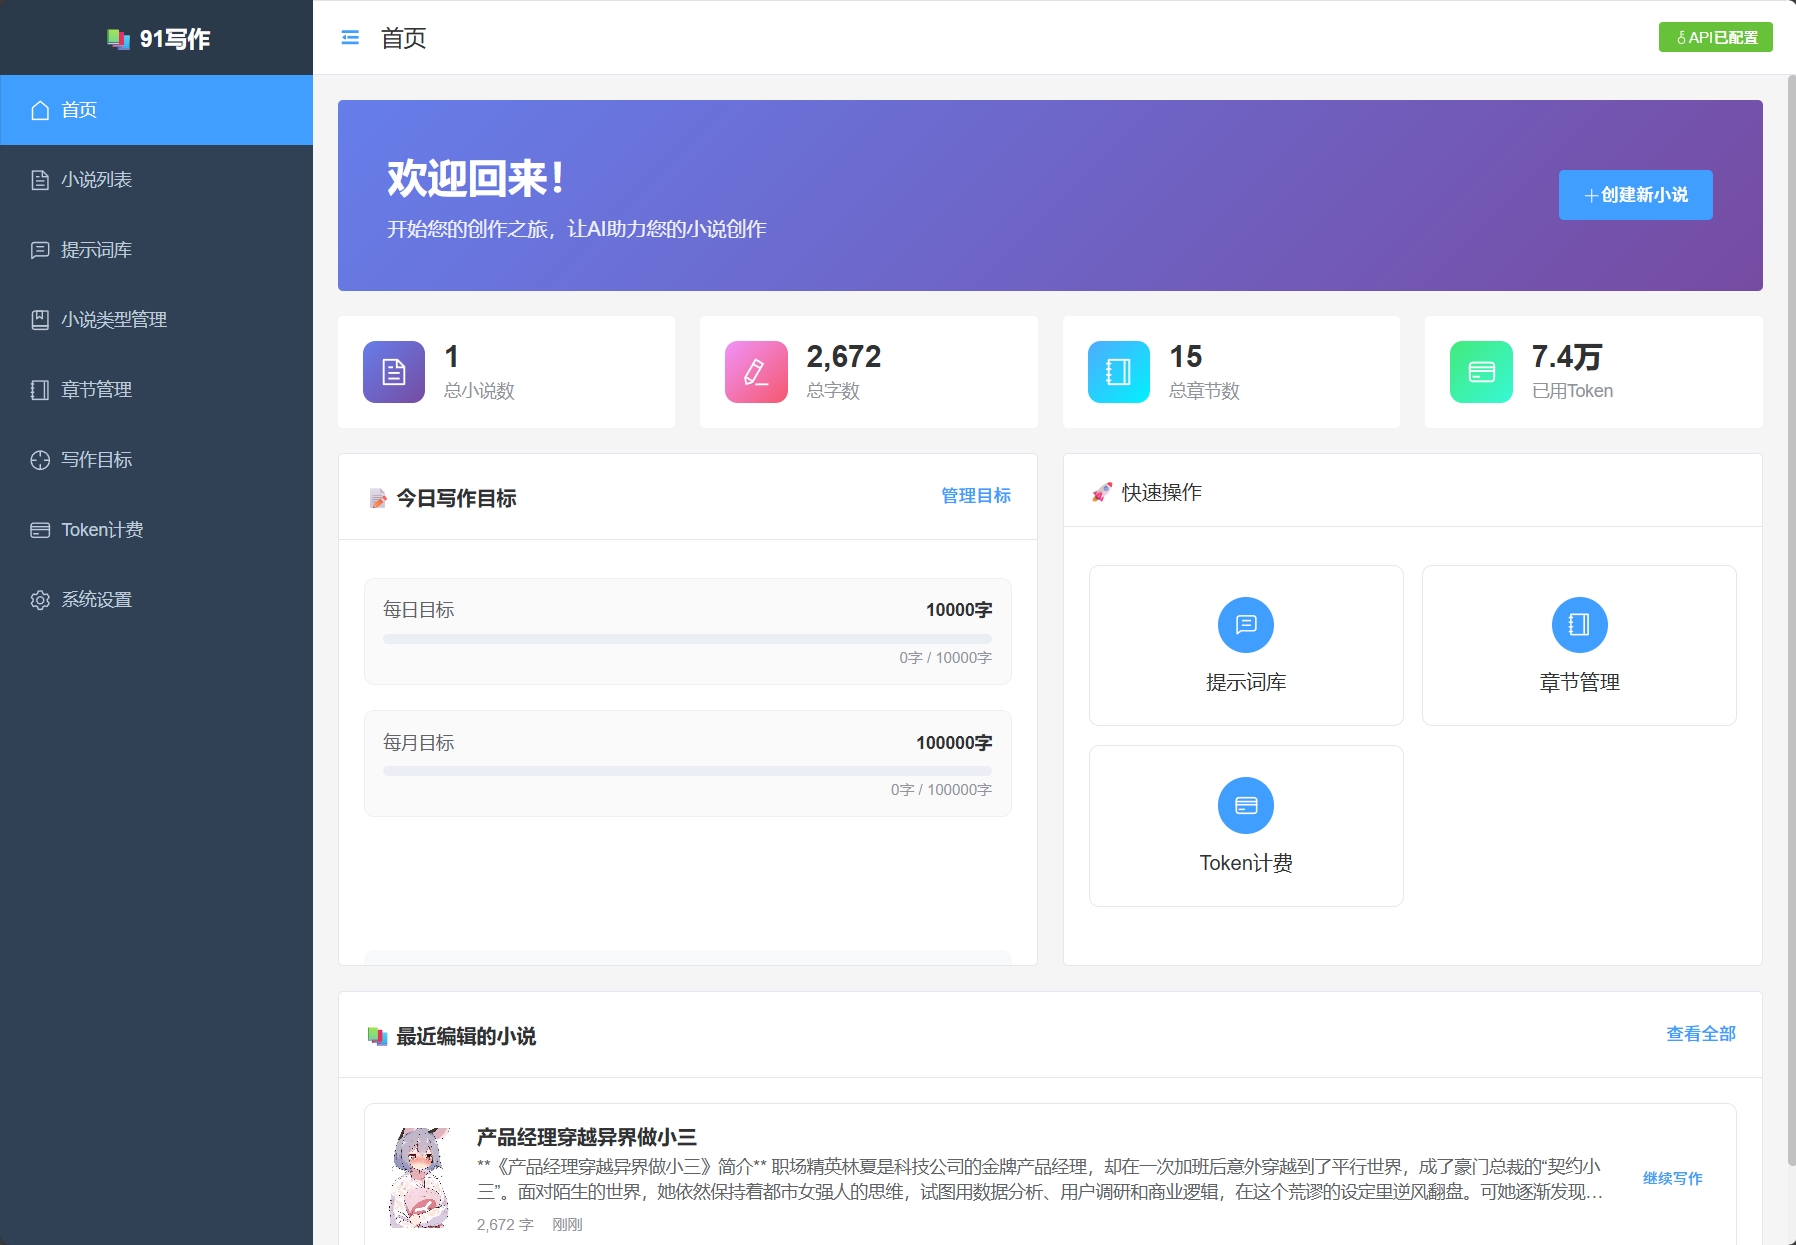 91写作
首页
小说列表
提示词库
小说类型管理
章节管理
写作目标
Token计费
系统设置
首页
API已配置
欢迎回来！
开始您的创作之旅，让AI助力您的小说创作
创建新小说
1
总小说数
2,672
总字数
15
总章节数
7.4万
已用Token
今日写作目标
管理目标
每日目标
10000字
0字 / 10000字
每月目标
100000字
0字 / 100000字
快速操作
提示词库
章节管理
Token计费
最近编辑的小说
查看全部
产品经理穿越异界做小三
**《产品经理穿越异界做小三》简介** 职场精英林夏是科技公司的金牌产品经理，却在一次加班后意外穿越到了平行世界，成了豪门总裁的“契约小
三”。面对陌生的世界，她依然保持着都市女强人的思维，试图用数据分析、用户调研和商业逻辑，在这个荒谬的设定里逆风翻盘。可她逐渐发现…
2,672 字 刚刚
继续写作